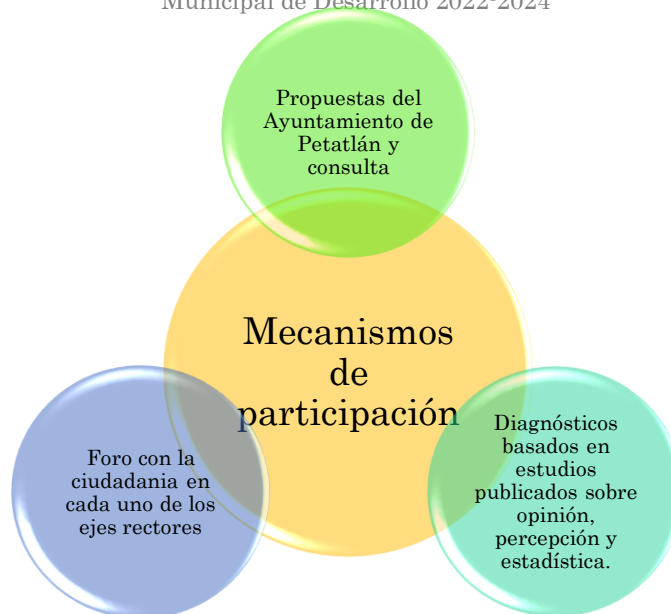 Municipal de Desarrollo 2022-2024
Propuestas del
Ayuntamiento de
Petatlán y
consulta
Mecanismos
de
participación
Foro con la
ciudadania en
cada uno de los
ejes rectores
Diagnósticos
basados en
estudios
publicados sobre
opinión,
percepción y
estadística.